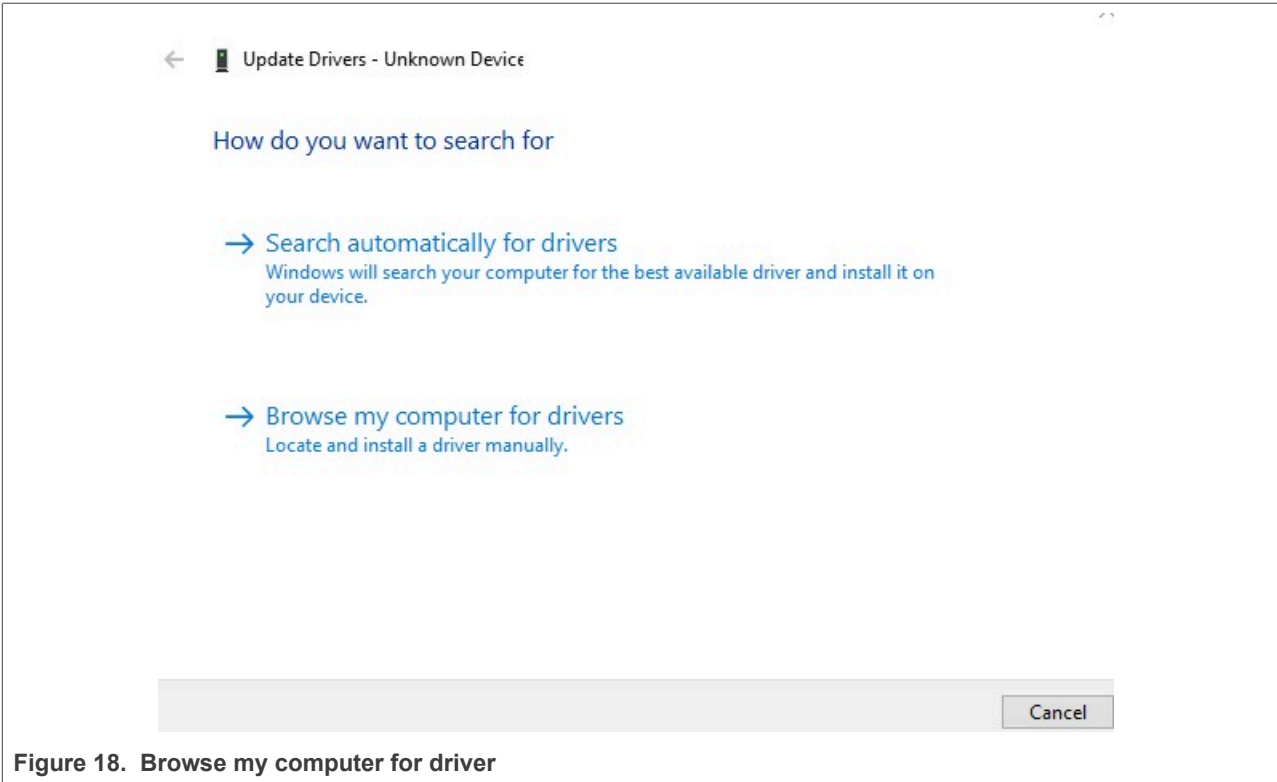 Update Drivers - Unknown Device
How do you want to search for
Search automatically for drivers
Windows will search your computer for the best available driver and install it on
your device.
Browse my computer for drivers
Locate and install a driver manually.
Cancel
Figure 18. Browse my computer for driver